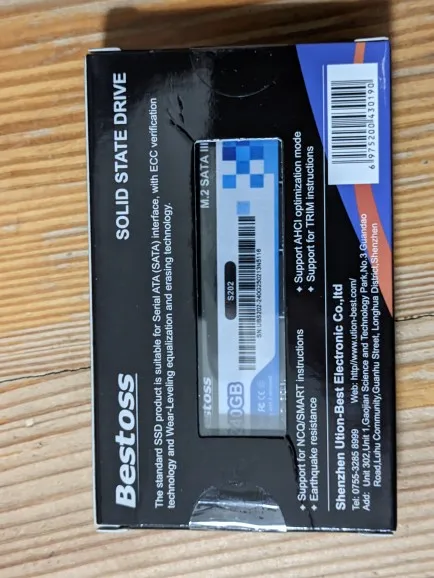 Bestoss
SOLID STATE DRIVE
The standard SSD product is suitable for Serial ATA (SATA) interface, with ECC verification
technology and Wear-Leveling equalization and erasing technology.
M.2 SATA III
S202
✦ Support for NCQ/SMART instructions
✦ Support AHCI optimization mode
✦ Earthquake resistance
✦ Support for TRIM instructions
Shenzhen Ution-Best Electronic Co.,ltd
Tel: 0755-3285 8999
Web: http//www.ution-best.com/
Add: Unit 302,Unit 1,Gaojian Science and Technology Park,No.3 Guandao
Road,Luhu Community,Guanhu Street, Longhua District,Shenzhen
6 975200 430190